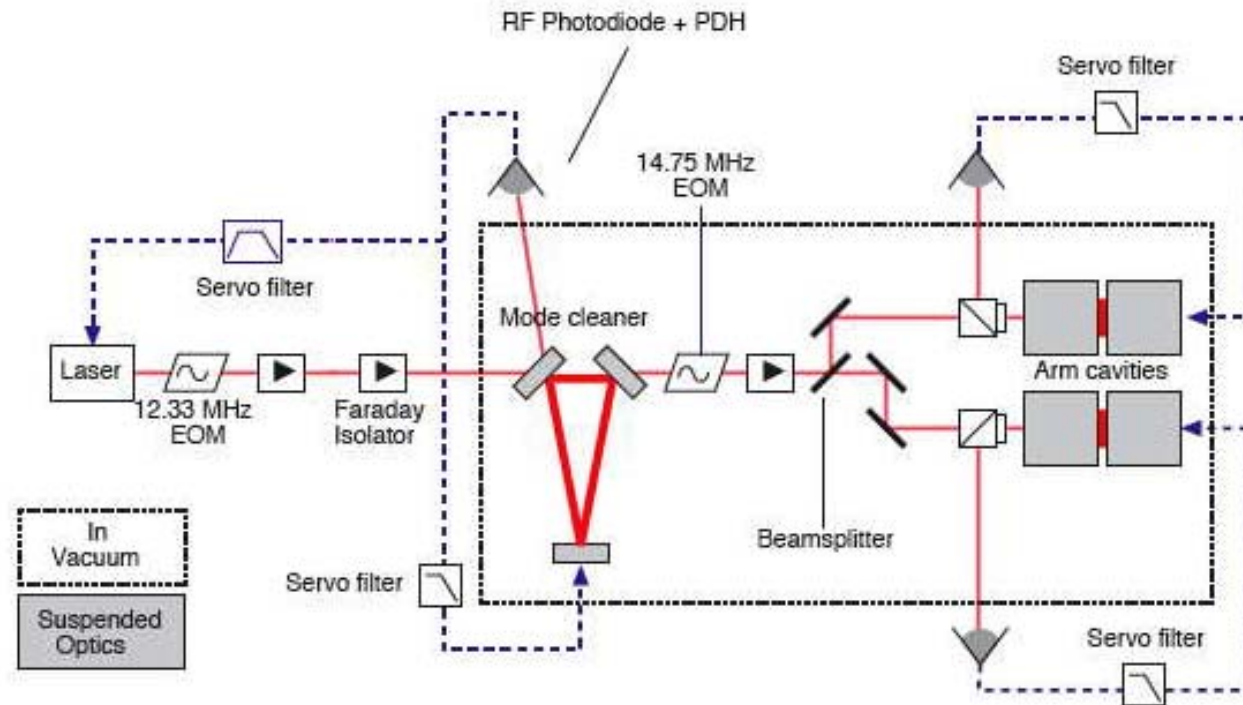 RF Photodiode + PDH
Servo filter
14.75 MHz
EOM
Servo filter
Mode cleaner
Laser
12.33 MHz
EOM
Faraday
Isolator
Arm cavities
In
Vacuum
Beamsplitter
Servo filter
Suspended
Optics
Servo filter